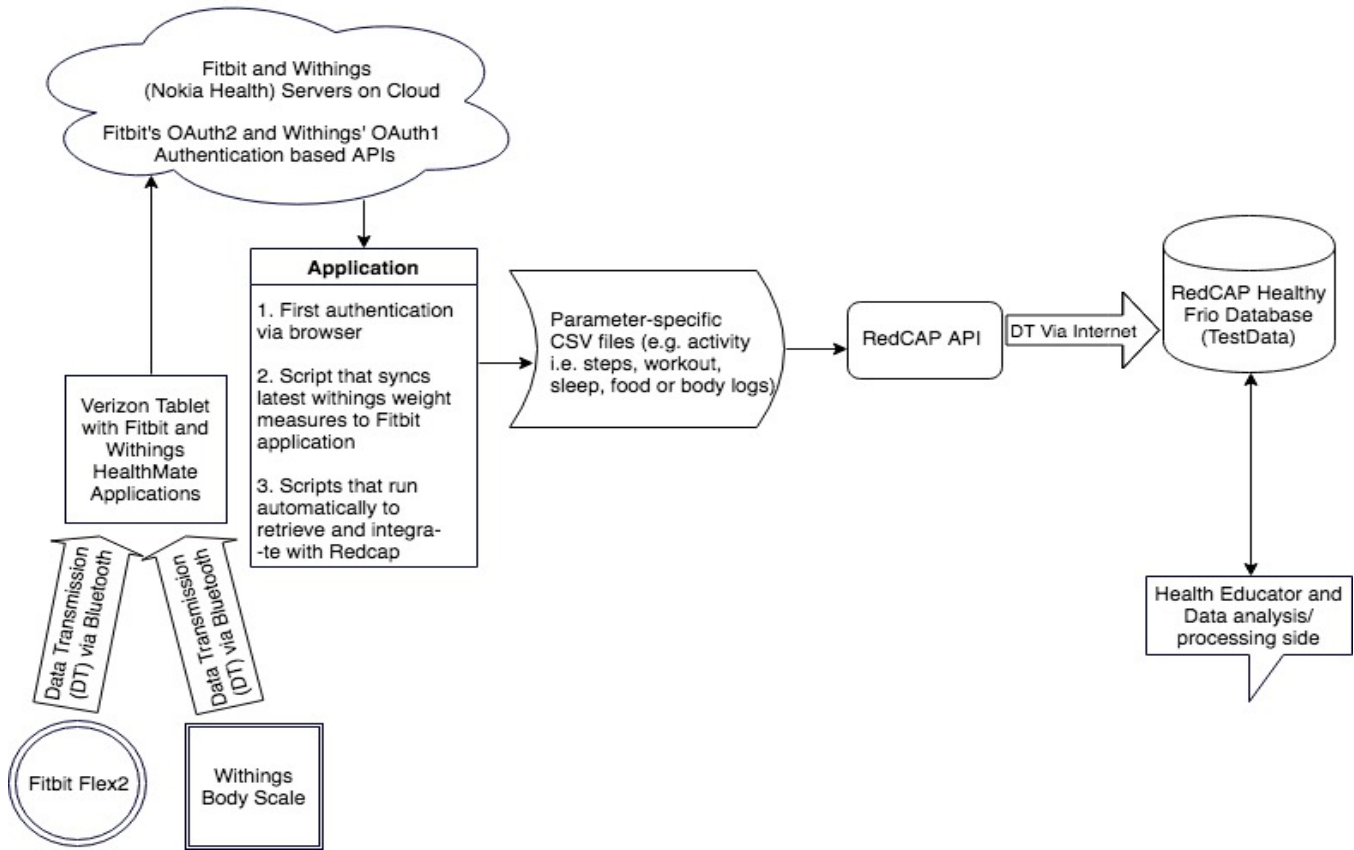 Fitbit and Withings
(Nokia Health) Servers on Cloud
Fitbit's OAuth2 and Withings' OAuth1
Authentication based APIs
Application
1. First authentication
via browser
2. Script that syncs
latest withings weight
measures to Fitbit
application
3. Scripts that run
automatically to
retrieve and integra-
-te with Redcap
Parameter-specific
CSV files (e.g. activity
i.e. steps, workout,
sleep, food or body logs)
RedCAP API
DT Via Internet
RedCAP Healthy
Frio Database
(TestData)
Verizon Tablet
with Fitbit and
Withings
HealthMate
Applications
Data Transmission
(DT) via Bluetooth
Data Transmission
(DT) via Bluetooth
Health Educator and
Data analysis/
processing side
Fitbit Flex2
Withings
Body Scale